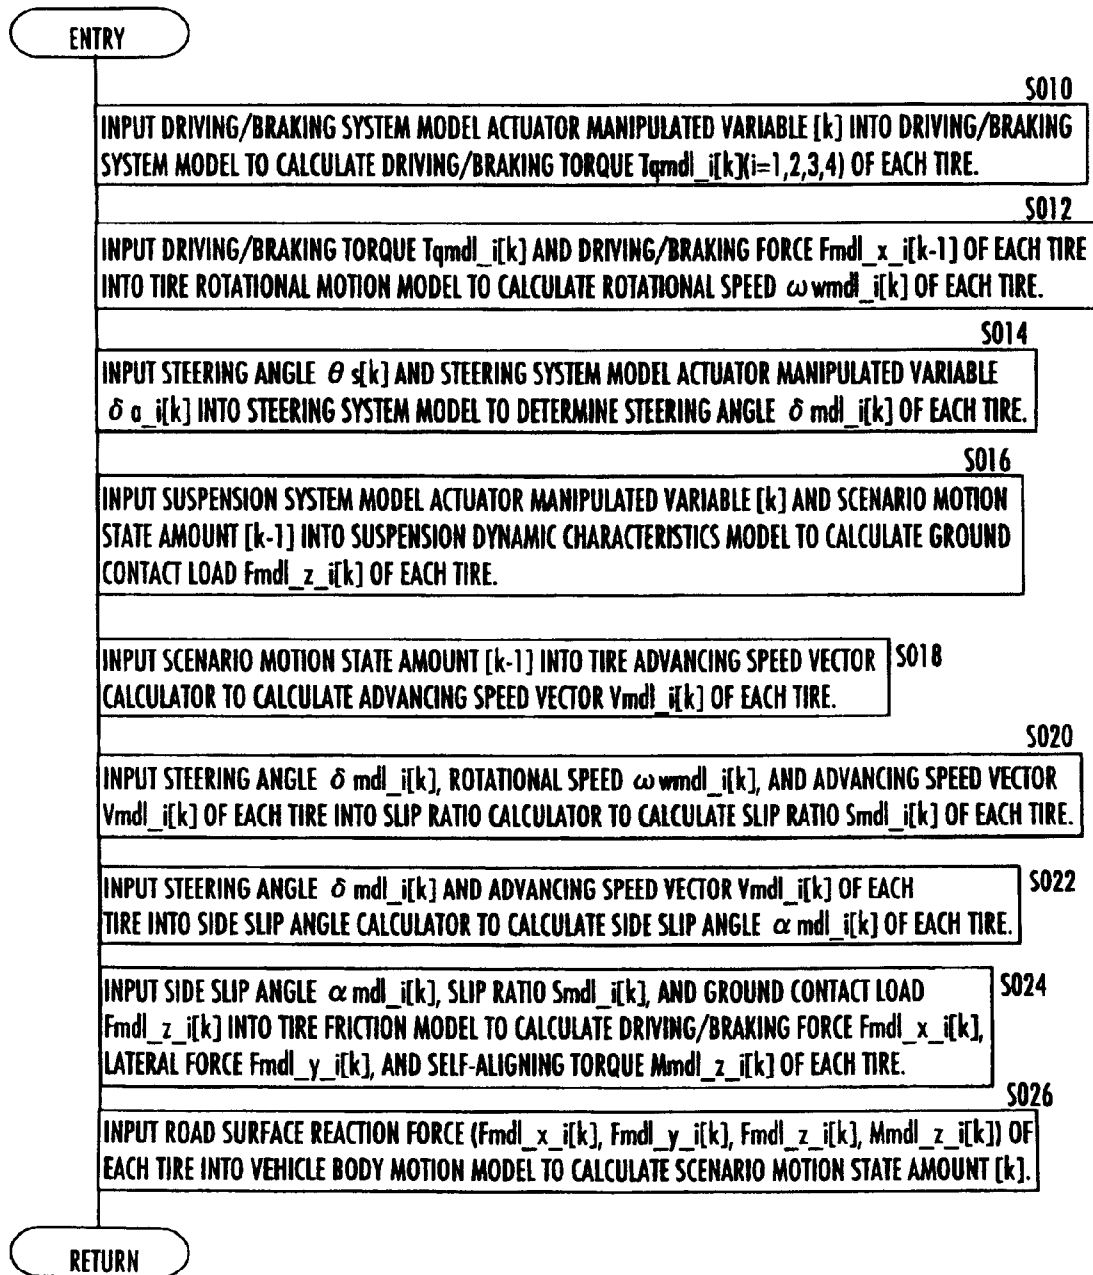 ENTRY
S010
INPUT DRIVING/BRAKING SYSTEM MODEL ACTUATOR MANIPULATED VARIABLE [k] INTO DRIVING/BRAKING
SYSTEM MODEL TO CALCULATE DRIVING/BRAKING TORQUE Tqmdl_i[k](i=1,2,3,4) OF EACH TIRE.
S012
INPUT DRIVING/BRAKING TORQUE Tqmdl_i[k] AND DRIVING/BRAKING FORCE Fmdl_x_i[k-1] OF EACH TIRE
INTO TIRE ROTATIONAL MOTION MODEL TO CALCULATE ROTATIONAL SPEED ω wmdl_i[k] OF EACH TIRE.
S014
INPUT STEERING ANGLE θ s[k] AND STEERING SYSTEM MODEL ACTUATOR MANIPULATED VARIABLE
δ a_i[k] INTO STEERING SYSTEM MODEL TO DETERMINE STEERING ANGLE δ mdl_i[k] OF EACH TIRE.
S016
INPUT SUSPENSION SYSTEM MODEL ACTUATOR MANIPULATED VARIABLE [k] AND SCENARIO MOTION
STATE AMOUNT [k-1] INTO SUSPENSION DYNAMIC CHARACTERISTICS MODEL TO CALCULATE GROUND
CONTACT LOAD Fmdl_z_i[k] OF EACH TIRE.
INPUT SCENARIO MOTION STATE AMOUNT [k-1] INTO TIRE ADVANCING SPEED VECTOR S018
CALCULATOR TO CALCULATE ADVANCING SPEED VECTOR Vmdl_i[k] OF EACH TIRE.
S020
INPUT STEERING ANGLE δ mdl_i[k], ROTATIONAL SPEED ω wmdl_i[k], AND ADVANCING SPEED VECTOR
Vmdl_i[k] OF EACH TIRE INTO SLIP RATIO CALCULATOR TO CALCULATE SLIP RATIO Smdl_i[k] OF EACH TIRE.
INPUT STEERING ANGLE δ mdl_i[k] AND ADVANCING SPEED VECTOR Vmdl_i[k] OF EACH S022
TIRE INTO SIDE SLIP ANGLE CALCULATOR TO CALCULATE SIDE SLIP ANGLE α mdl_i[k] OF EACH TIRE.
INPUT SIDE SLIP ANGLE α mdl_i[k], SLIP RATIO Smdl_i[k], AND GROUND CONTACT LOAD S024
Fmdl_z_i[k] INTO TIRE FRICTION MODEL TO CALCULATE DRIVING/BRAKING FORCE Fmdl_x_i[k],
LATERAL FORCE Fmdl_y_i[k], AND SELF-ALIGNING TORQUE Mmdl_z_i[k] OF EACH TIRE.
S026
INPUT ROAD SURFACE REACTION FORCE (Fmdl_x_i[k], Fmdl_y_i[k], Fmdl_z_i[k], Mmdl_z_i[k]) OF
EACH TIRE INTO VEHICLE BODY MOTION MODEL TO CALCULATE SCENARIO MOTION STATE AMOUNT [k].
RETURN